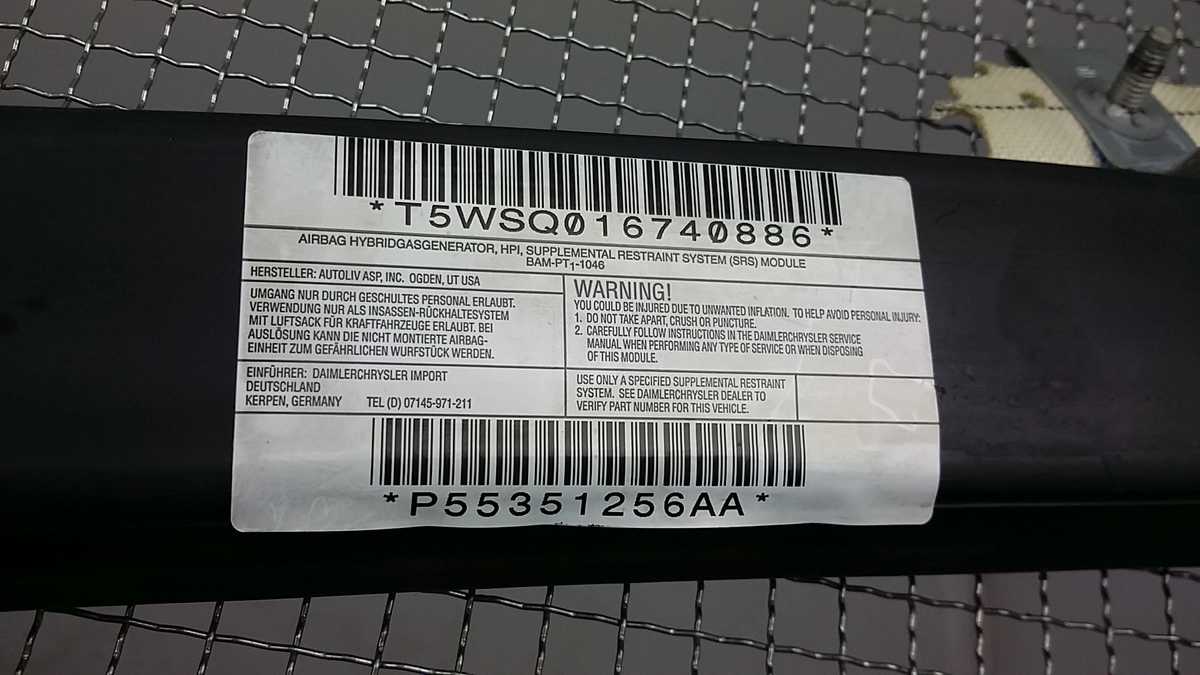 *T5WSQ016740886*
AIRBAG HYBRIDGASGENERATOR, HPI, SUPPLEMENTAL RESTRAINT SYSTEM (SRS) MODULE
BAM-PT1-1046
HERSTELLER: AUTOLIV ASP, INC. OGDEN, UT USA
UMGANG NUR DURCH GESCHULTES PERSONAL ERLAUBT.
VERWENDUNG NUR ALS INSASSEN-RÜCKHALTESYSTEM
MIT LUFTSACK FÜR KRAFTFAHRZEUGE ERLAUBT. BEI
AUSLÖSUNG KANN DIE NICHT MONTIERTE AIRBAG-
EINHEIT ZUM GEFÄHRLICHEN WURFSTÜCK WERDEN.
EINFÜHRER: DAIMLERCHRYSLER IMPORT
DEUTSCHLAND
KERPEN, GERMANY TEL (D) 07145-971-211
WARNING!
YOU COULD BE INJURED DUE TO UNWANTED INFLATION. TO HELP AVOID PERSONAL INJURY:
1. DO NOT TAKE APART, CRUSH OR PUNCTURE.
2. CAREFULLY FOLLOW INSTRUCTIONS IN THE DAIMLERCHRYSLER SERVICE
MANUAL WHEN PERFORMING ANY TYPE OF SERVICE OR WHEN DISPOSING
OF THIS MODULE.
USE ONLY A SPECIFIED SUPPLEMENTAL RESTRAINT
SYSTEM. SEE DAIMLERCHRYSLER DEALER TO
VERIFY PART NUMBER FOR THIS VEHICLE.
*P55351256AA*